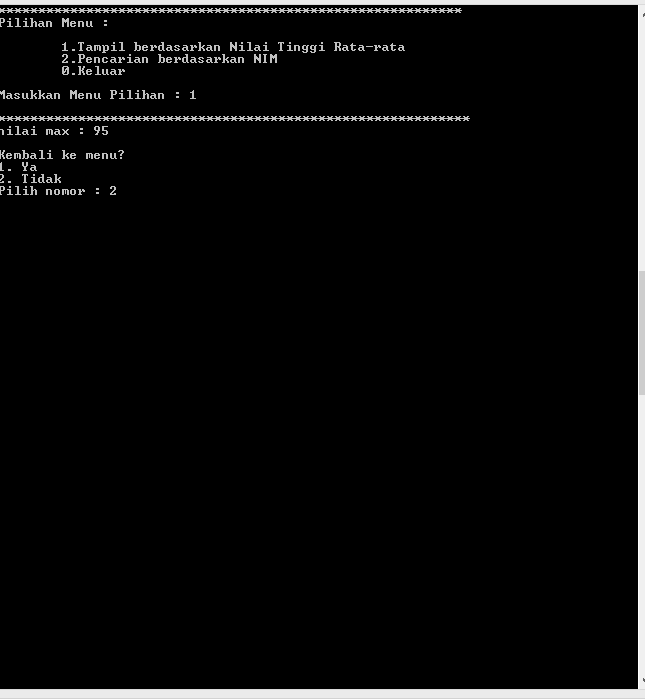 **********************************************************
Pilihan Menu :
1.Tampil berdasarkan Nilai Tinggi Rata-rata
2.Pencarian berdasarkan NIM
0.Keluar
Masukkan Menu Pilihan : 1
***********************************************************
nilai max : 95
Kembali ke menu?
1. Ya
2. Tidak
Pilih nomor : 2